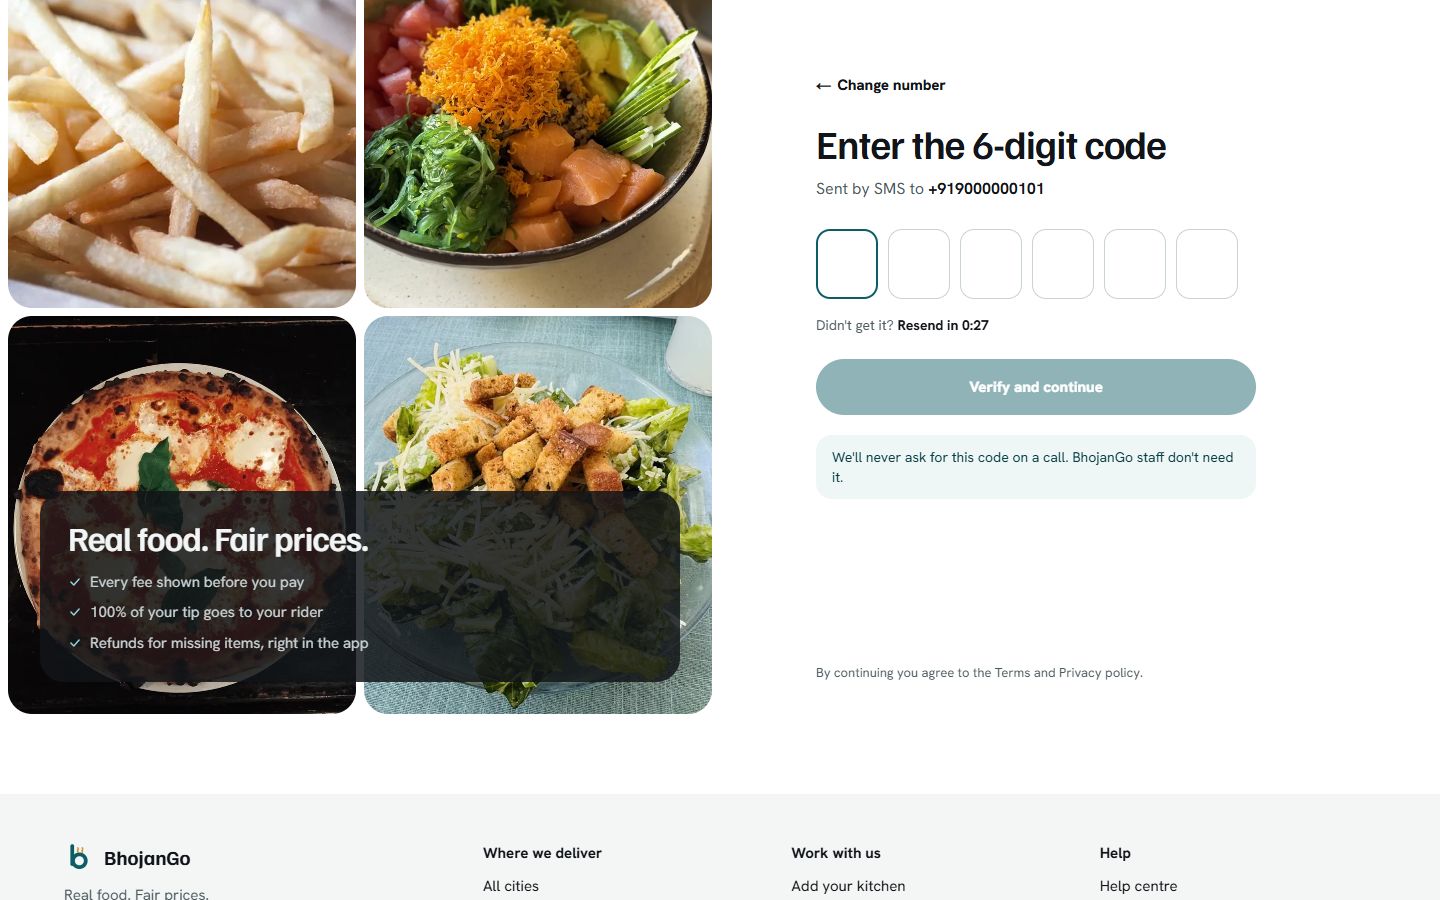 ← Change number
Enter the 6-digit code
Sent by SMS to +919000000101
Didn't get it? Resend in 0:27
Verify and continue
We'll never ask for this code on a call. BhojanGo staff don't need
it.
By continuing you agree to the Terms and Privacy policy.
Real food. Fair prices.
Every fee shown before you pay
100% of your tip goes to your rider
Refunds for missing items, right in the app
BhojanGo
Real food. Fair prices.
Where we deliver
All cities
Work with us
Add your kitchen
Help
Help centre